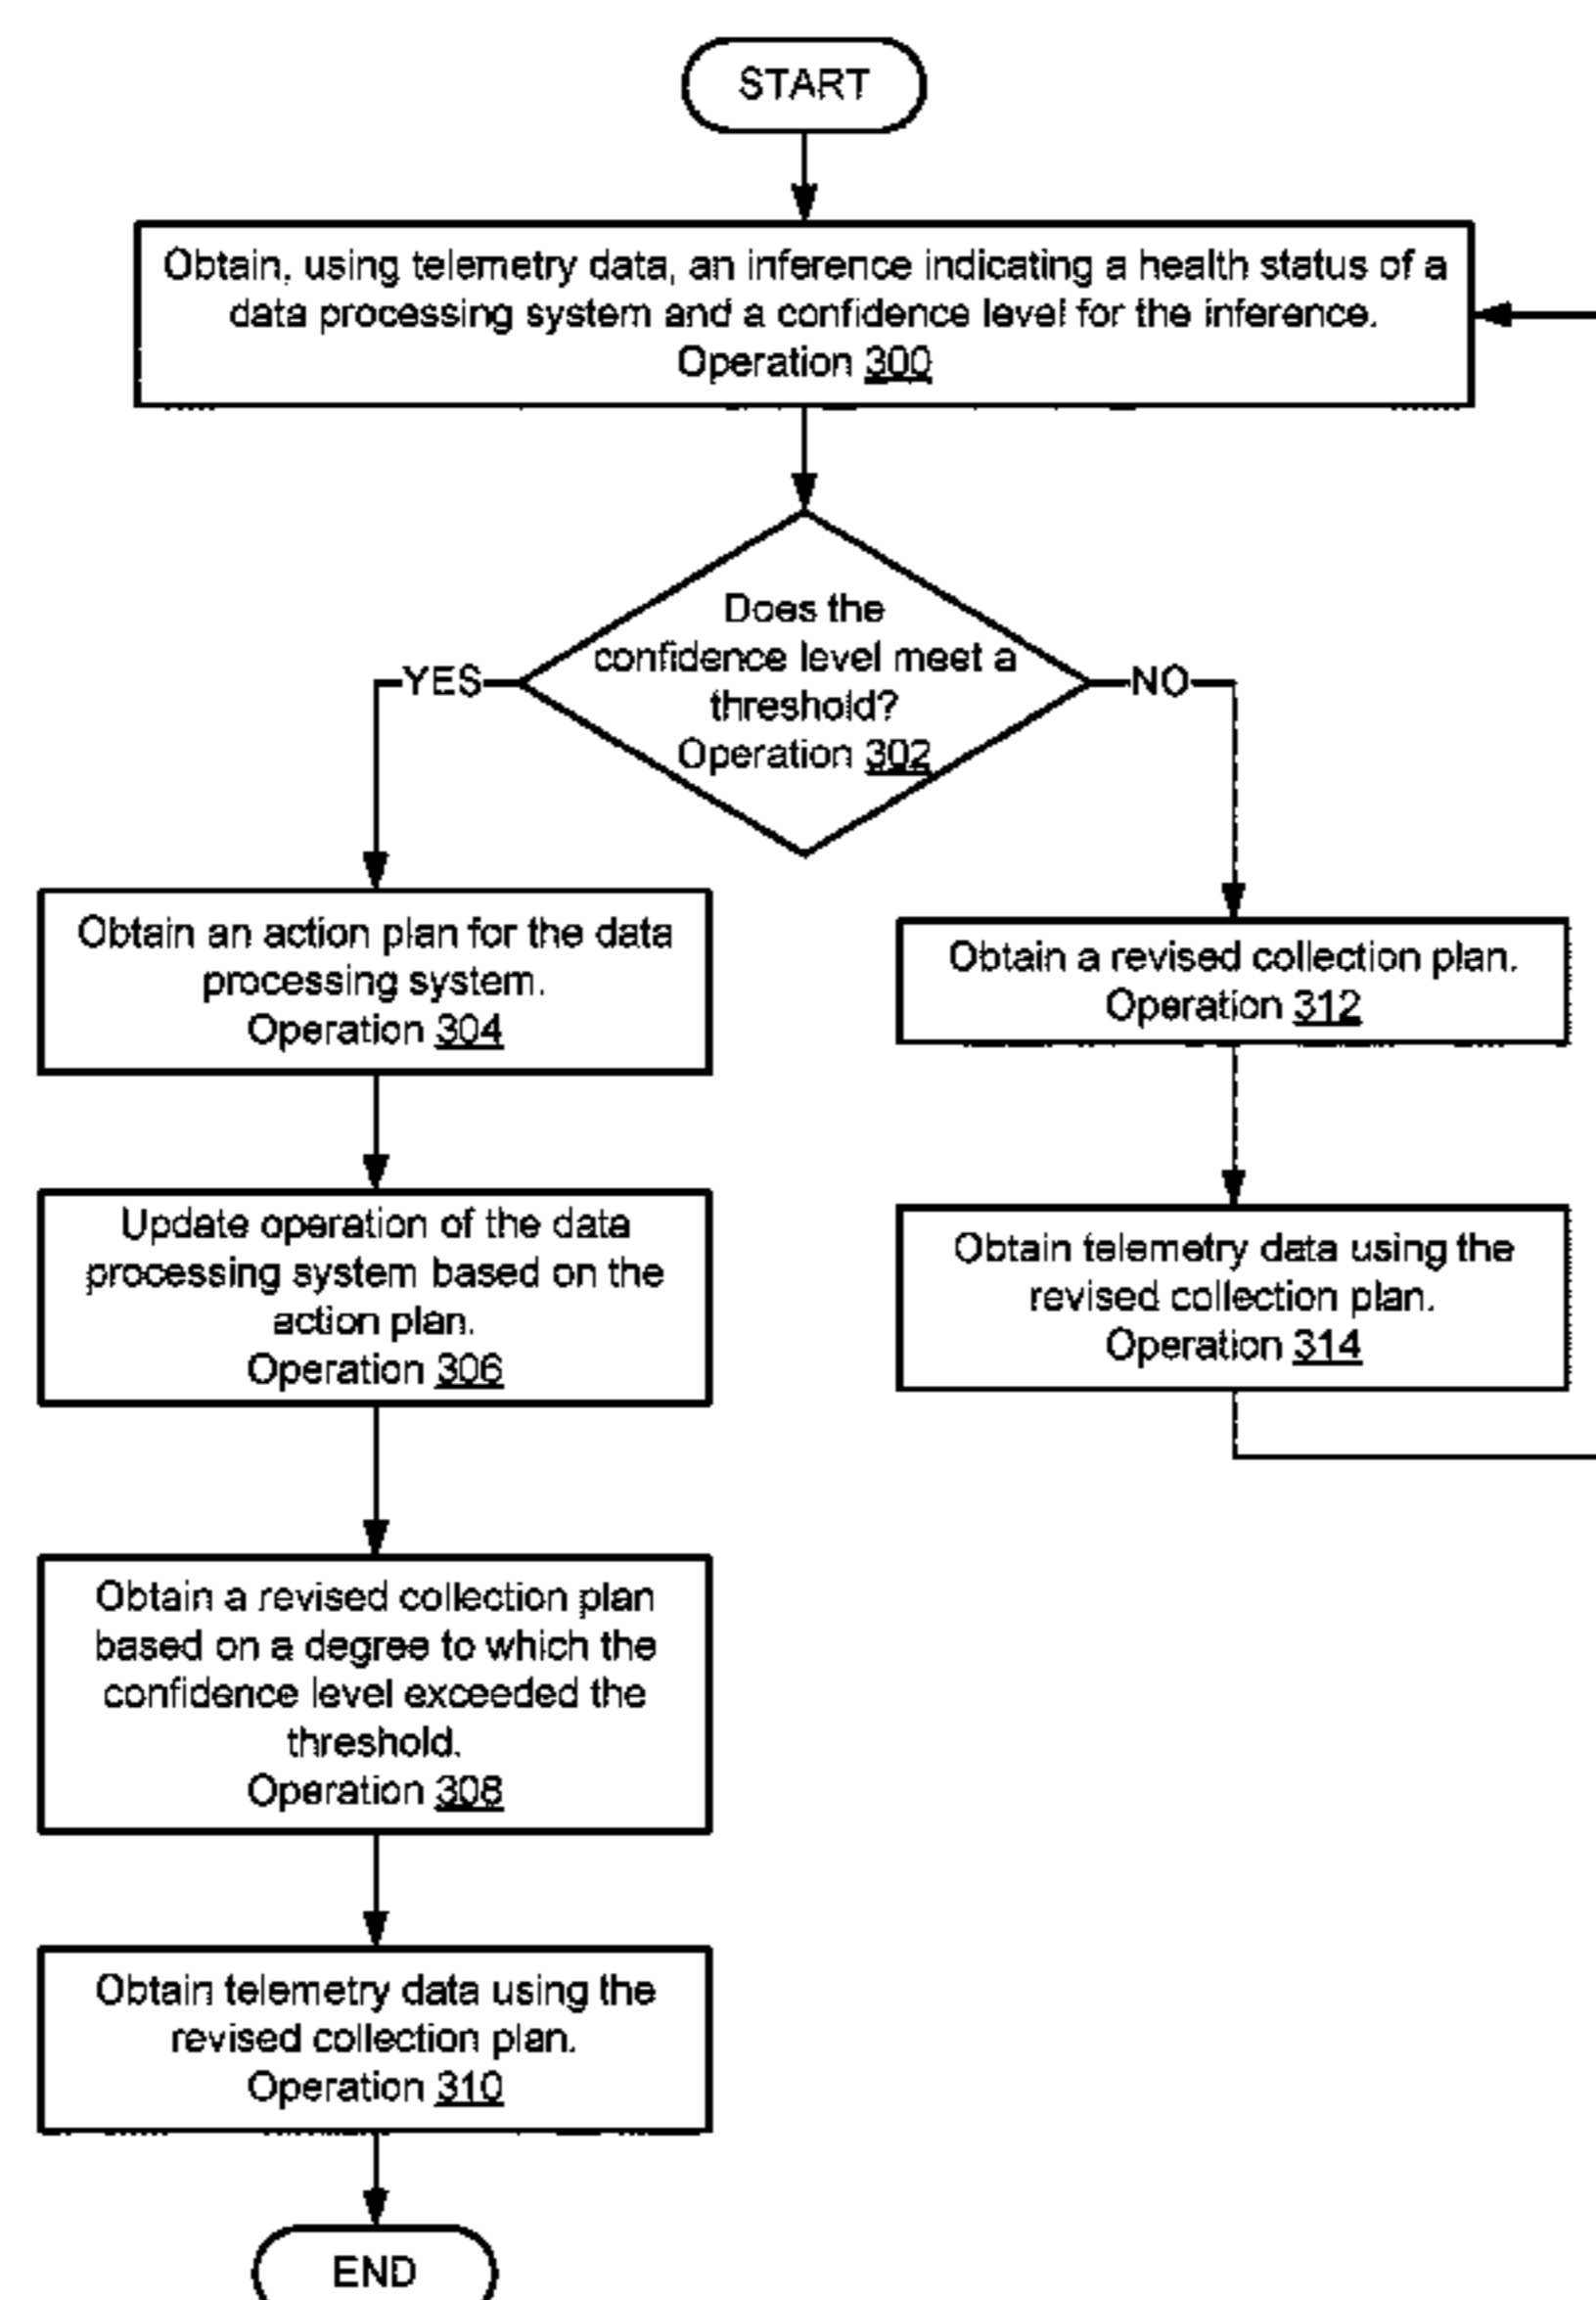 START
Obtain, using telemetry data, an inference indicating a health status of a
data processing system and a confidence level for the inference.
Operation 300
Does the
confidence level meet a
threshold?
Operation 302
YES
NO
Obtain an action plan for the data
processing system.
Operation 304
Update operation of the data
processing system based on the
action plan.
Operation 306
Obtain a revised collection plan
based on a degree to which the
confidence level exceeded the
threshold.
Operation 308
Obtain telemetry data using the
revised collection plan.
Operation 310
END
Obtain a revised collection plan.
Operation 312
Obtain telemetry data using the
revised collection plan.
Operation 314